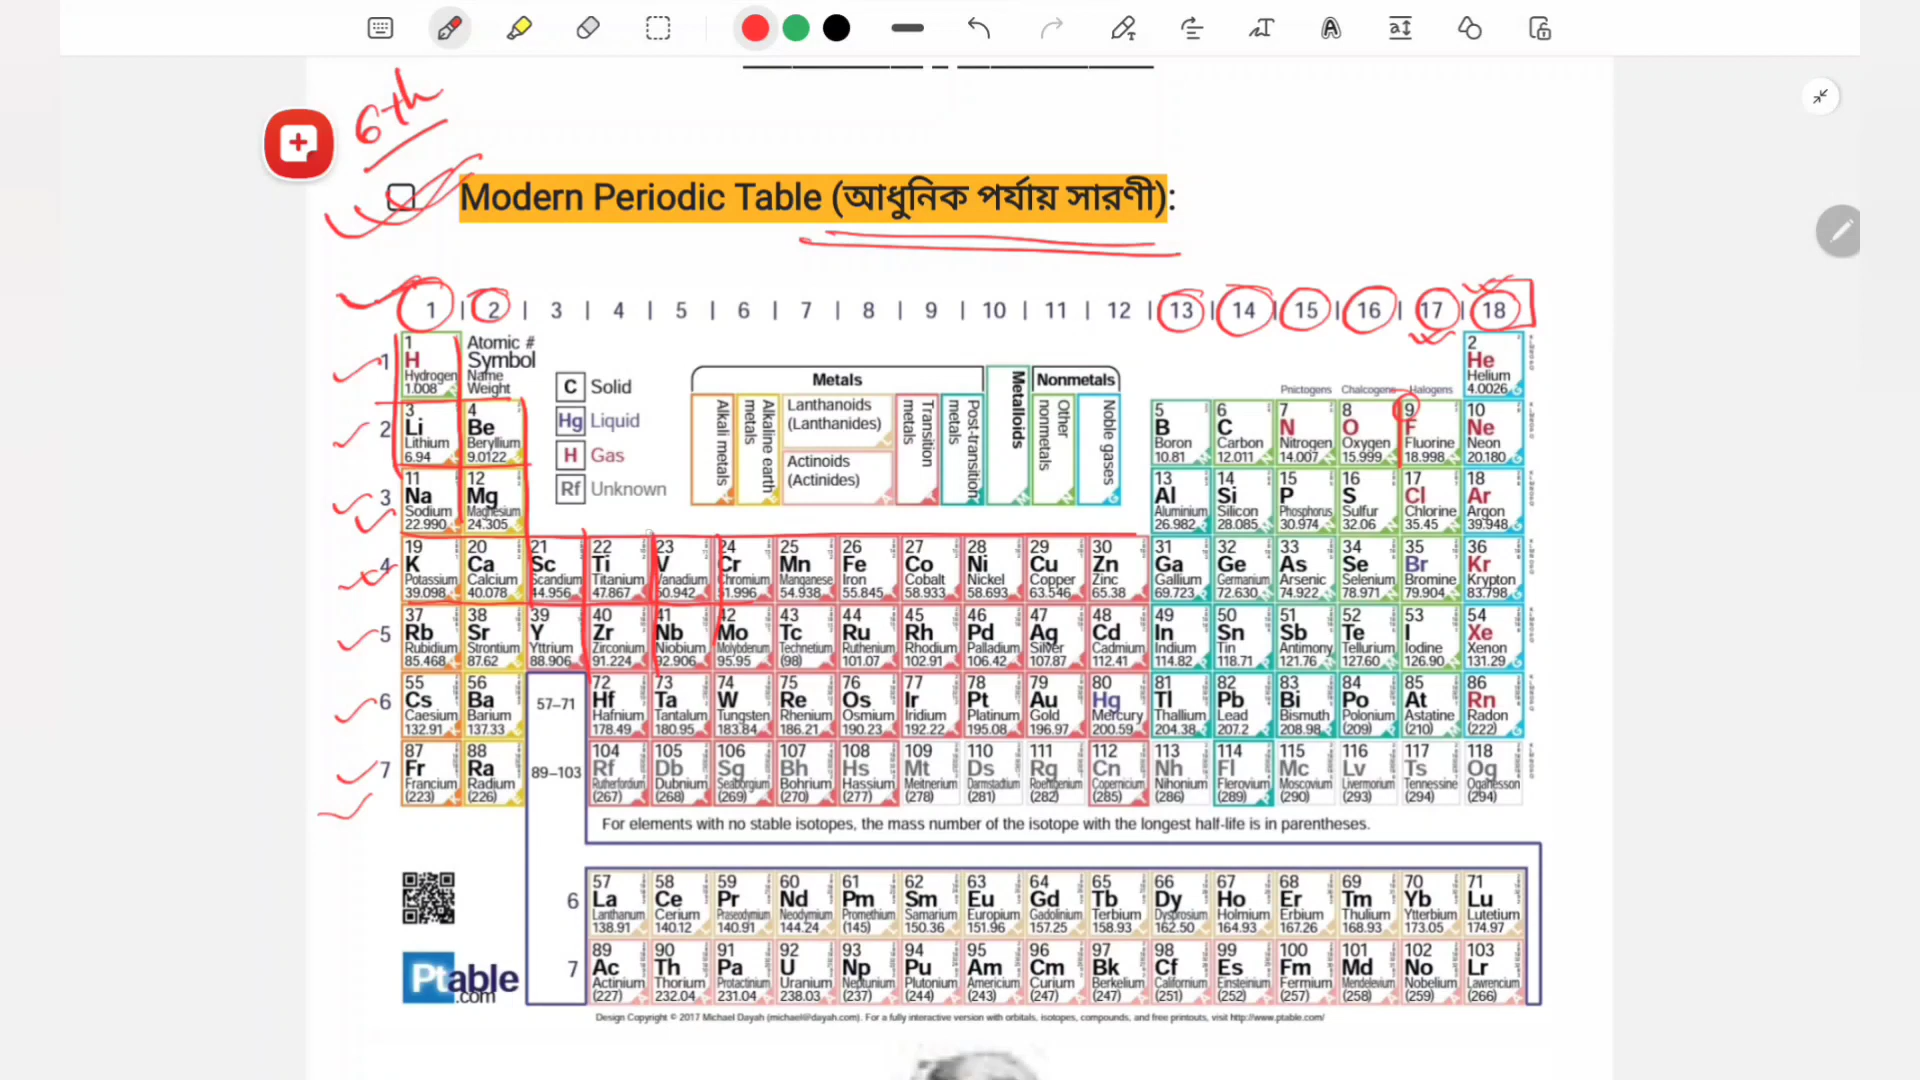 6th
Modern Periodic Table (আধুনিক পর্যায় সারণী):
1 | 2 | 3 | 4 | 5 | 6 | 7 | 8 | 9 | 10 | 11 | 12 | 13 | 14 | 15 | 16 | 17 | 18
1 1 Atomic # 2
H Symbol He
Hydrogen Name Helium
1.008 Weight 4.0026
C Solid Metals Metalloids Nonmetals Pnictogens Chalcogens Halogens
Hg Liquid
H Gas
Rf Unknown
Alkali metals
Alkaline earth metals
Lanthanoids (Lanthanides)
Actinoids (Actinides)
Transition metals
Post-transition metals
Other nonmetals
Noble gases
2 3 4 5 6 7 8 9 10
Li Be B C N O F Ne
Lithium Beryllium Boron Carbon Nitrogen Oxygen Fluorine Neon
6.94 9.0122 10.81 12.011 14.007 15.999 18.998 20.180
3 11 12 13 14 15 16 17 18
Na Mg Al Si P S Cl Ar
Sodium Magnesium Aluminium Silicon Phosphorus Sulfur Chlorine Argon
22.990 24.305 26.982 28.085 30.974 32.06 35.45 39.948
4 19 20 21 22 23 24 25 26 27 28 29 30 31 32 33 34 35 36
K Ca Sc Ti V Cr Mn Fe Co Ni Cu Zn Ga Ge As Se Br Kr
Potassium Calcium Scandium Titanium Vanadium Chromium Manganese Iron Cobalt Nickel Copper Zinc Gallium Germanium Arsenic Selenium Bromine Krypton
39.098 40.078 44.956 47.867 50.942 51.996 54.938 55.845 58.933 58.693 63.546 65.38 69.723 72.630 74.922 78.971 79.904 83.798
5 37 38 39 40 41 42 43 44 45 46 47 48 49 50 51 52 53 54
Rb Sr Y Zr Nb Mo Tc Ru Rh Pd Ag Cd In Sn Sb Te I Xe
Rubidium Strontium Yttrium Zirconium Niobium Molybdenum Technetium Ruthenium Rhodium Palladium Silver Cadmium Indium Tin Antimony Tellurium Iodine Xenon
85.468 87.62 88.906 91.224 92.906 95.95 (98) 101.07 102.91 106.42 107.87 112.41 114.82 118.71 121.76 127.60 126.90 131.29
6 55 56 57–71 72 73 74 75 76 77 78 79 80 81 82 83 84 85 86
Cs Ba Hf Ta W Re Os Ir Pt Au Hg Tl Pb Bi Po At Rn
Caesium Barium Hafnium Tantalum Tungsten Rhenium Osmium Iridium Platinum Gold Mercury Thallium Lead Bismuth Polonium Astatine Radon
132.91 137.33 178.49 180.95 183.84 186.21 190.23 192.22 195.08 196.97 200.59 204.38 207.2 208.98 (209) (210) (222)
7 87 88 89–103 104 105 106 107 108 109 110 111 112 113 114 115 116 117 118
Fr Ra Rf Db Sg Bh Hs Mt Ds Rg Cn Nh Fl Mc Lv Ts Og
Francium Radium Rutherfordium Dubnium Seaborgium Bohrium Hassium Meitnerium Darmstadtium Roentgenium Copernicium Nihonium Flerovium Moscovium Livermorium Tennessine Oganesson
(223) (226) (267) (268) (269) (270) (277) (278) (281) (282) (285) (286) (289) (290) (293) (294) (294)
For elements with no stable isotopes, the mass number of the isotope with the longest half-life is in parentheses.
6 57 58 59 60 61 62 63 64 65 66 67 68 69 70 71
La Ce Pr Nd Pm Sm Eu Gd Tb Dy Ho Er Tm Yb Lu
Lanthanum Cerium Praseodymium Neodymium Promethium Samarium Europium Gadolinium Terbium Dysprosium Holmium Erbium Thulium Ytterbium Lutetium
138.91 140.12 140.91 144.24 (145) 150.36 151.96 157.25 158.93 162.50 164.93 167.26 168.93 173.05 174.97
7 89 90 91 92 93 94 95 96 97 98 99 100 101 102 103
Ac Th Pa U Np Pu Am Cm Bk Cf Es Fm Md No Lr
Actinium Thorium Protactinium Uranium Neptunium Plutonium Americium Curium Berkelium Californium Einsteinium Fermium Mendelevium Nobelium Lawrencium
(227) 232.04 231.04 238.03 (237) (244) (243) (247) (247) (251) (252) (257) (258) (259) (266)
Ptable
.com
Design Copyright © 2017 Michael Dayah (michael@dayah.com). For a fully interactive version with orbitals, isotopes, compounds, and free printouts, visit http://www.ptable.com/